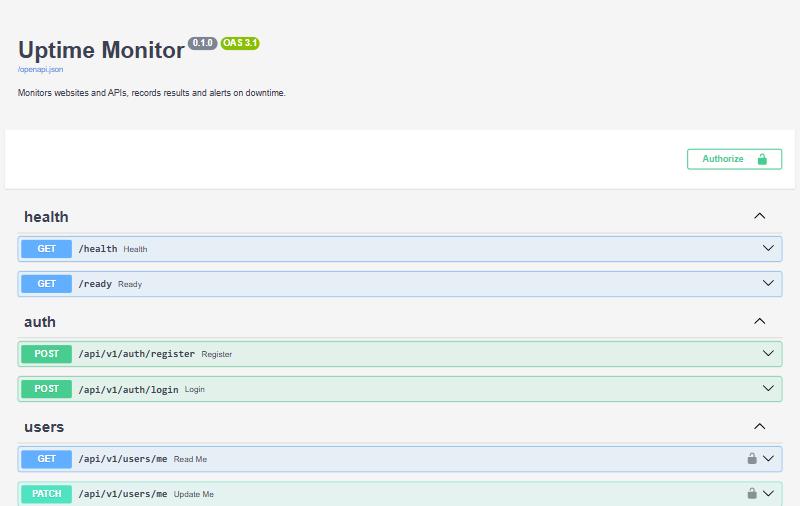 Uptime Monitor 0.1.0 OAS 3.1
/openapi.json
Monitors websites and APIs, records results and alerts on downtime.
Authorize
health
GET /health Health
GET /ready Ready
auth
POST /api/v1/auth/register Register
POST /api/v1/auth/login Login
users
GET /api/v1/users/me Read Me
PATCH /api/v1/users/me Update Me